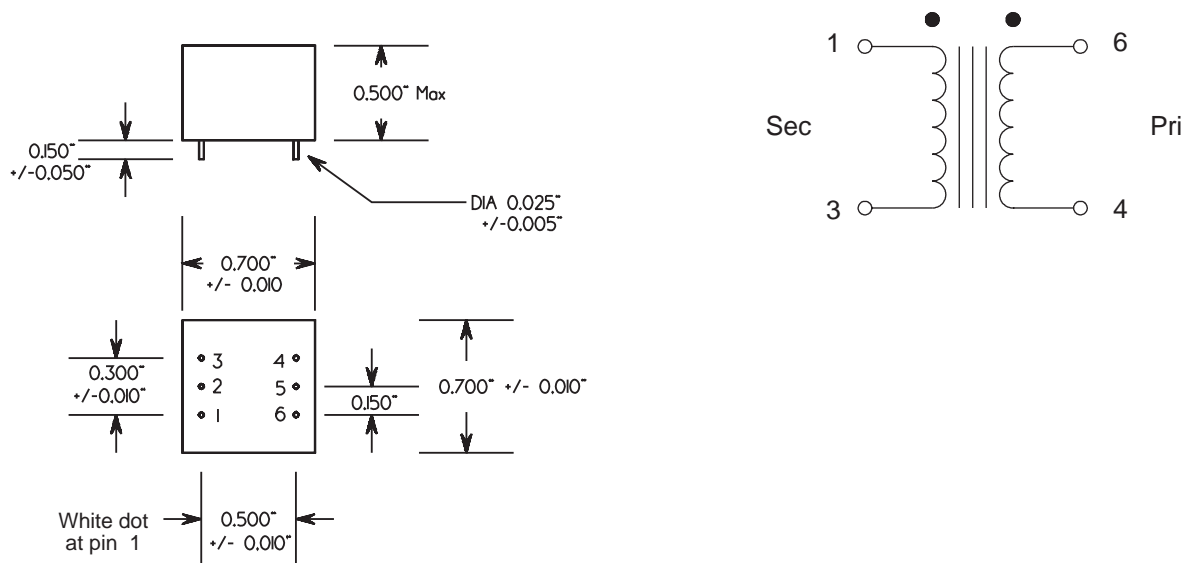 0.500" Max
0.150"
+/-0.050"
DIA 0.025"
+/-0.005"
0.700"
+/- 0.010
3
4
2
5
1
6
0.300"
+/-0.010"
0.150"
0.700" +/- 0.010"
White dot
at pin 1
0.500"
+/- 0.010"
1
6
Sec
Pri
3
4